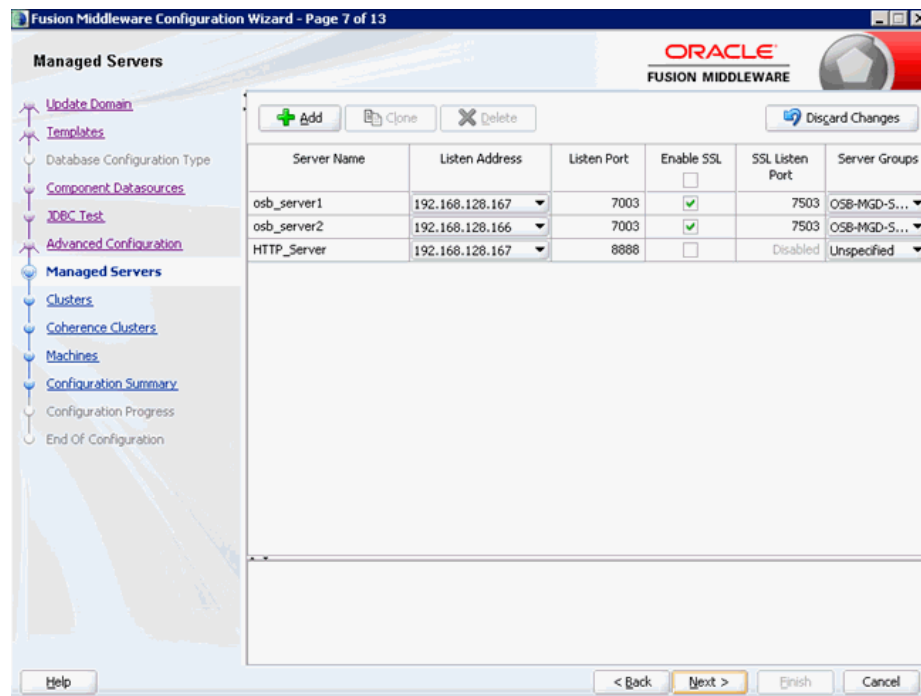 Fusion Middleware Configuration Wizard - Page 7 of 13
Managed Servers
ORACLE
FUSION MIDDLEWARE
Update Domain
Templates
Database Configuration Type
Component Datasources
JDBC Test
Advanced Configuration
Managed Servers
Clusters
Coherence Clusters
Machines
Configuration Summary
Configuration Progress
End Of Configuration
Add Clone Delete Discard Changes
Server Name Listen Address Listen Port Enable SSL SSL Listen Port Server Groups
osb_server1 192.168.128.167 7003 7503 OSB-MGD-S...
osb_server2 192.168.128.166 7003 7503 OSB-MGD-S...
HTTP_Server 192.168.128.167 8888 Disabled Unspecified
Help < Back Next > Finish Cancel